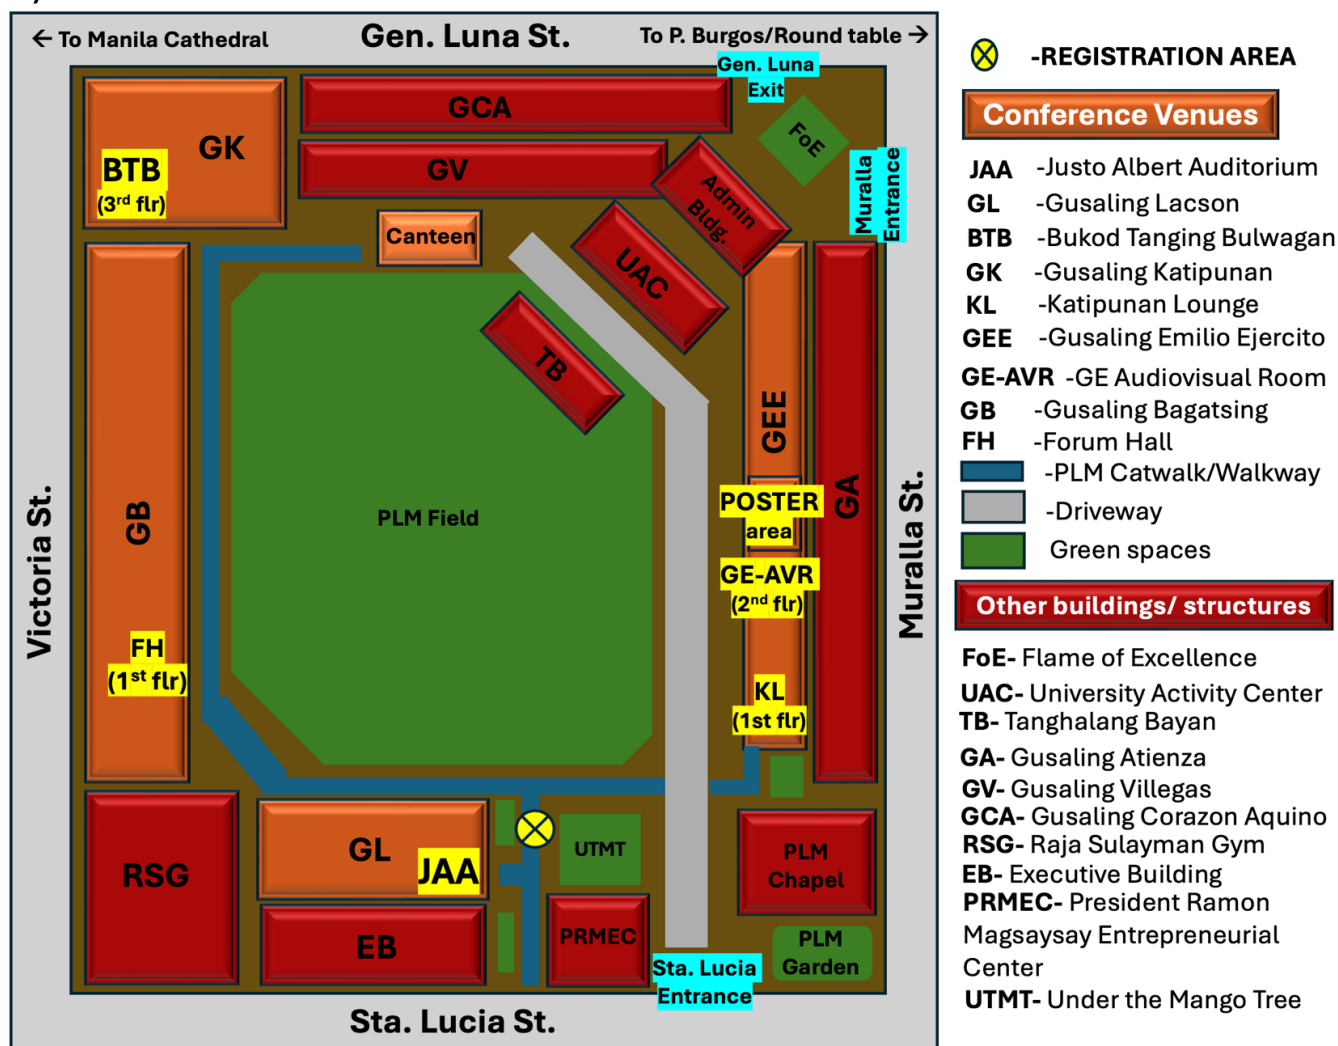 ← To Manila Cathedral
Gen. Luna St.
To P. Burgos/Round table →
Gen. Luna
Exit
GCA
GK
BTB
(3rd flr)
GV
FoE
Admin
Bldg.
Muralla
Entrance
Canteen
UAC
TB
GEE
GB
PLM Field
POSTER
area
GA
GE-AVR
(2nd flr)
Victoria St.
Muralla St.
FH
(1st flr)
KL
(1st flr)
RSG
GL
JAA
UTMT
PLM
Chapel
EB
PRMEC
PLM
Garden
Sta. Lucia
Entrance
Sta. Lucia St.
-REGISTRATION AREA
Conference Venues
JAA -Justo Albert Auditorium
GL -Gusaling Lacson
BTB -Bukod Tanging Bulwagan
GK -Gusaling Katipunan
KL -Katipunan Lounge
GEE -Gusaling Emilio Ejercito
GE-AVR -GE Audiovisual Room
GB -Gusaling Bagatsing
FH -Forum Hall
-PLM Catwalk/Walkway
-Driveway
Green spaces
Other buildings/ structures
FoE- Flame of Excellence
UAC- University Activity Center
TB- Tanghalang Bayan
GA- Gusaling Atienza
GV- Gusaling Villegas
GCA- Gusaling Corazon Aquino
RSG- Raja Sulayman Gym
EB- Executive Building
PRMEC- President Ramon
Magsaysay Entrepreneurial
Center
UTMT- Under the Mango Tree